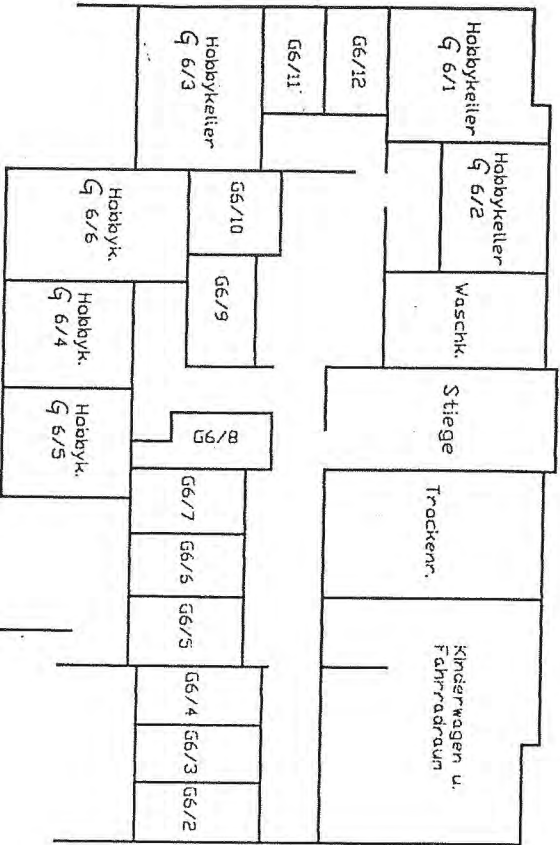 Hobbykeller
G 6/1
Hobbykeller
G 6/2
Waschk.
Stiege
Trockenr.
Kinderwagen u.
Fahrradraum
G6/12
G6/11
Hobbykeller
G 6/3
G6/10
G6/9
G6/8
G6/7
G6/6
G6/5
G6/4
G6/3
G6/2
Hobbyk.
G 6/6
Hobbyk.
G 6/4
Hobbyk.
G 6/5